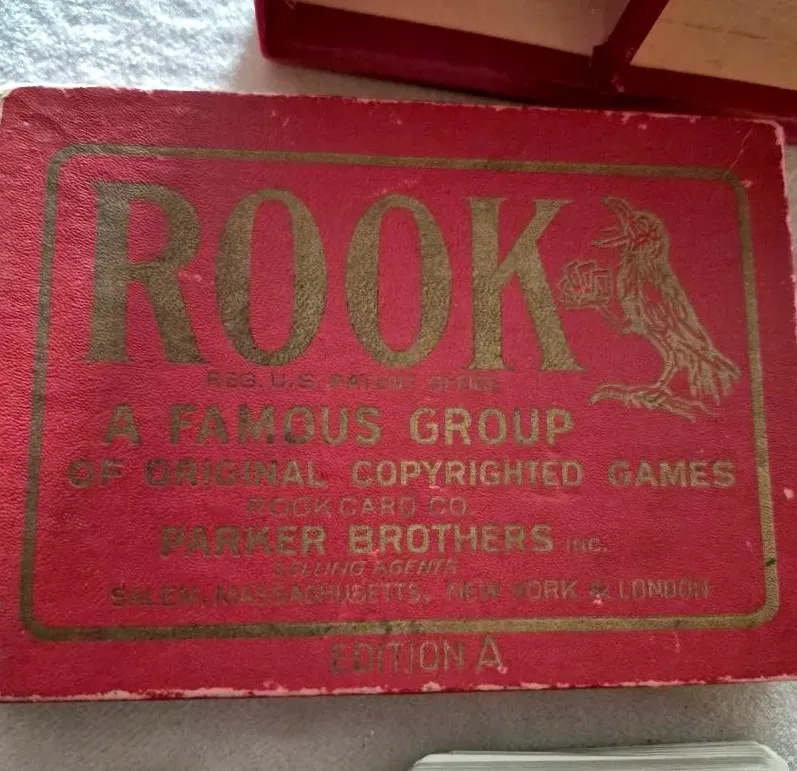 ROOK
REG. U.S. PATENT OFFICE
A FAMOUS GROUP
OF ORIGINAL COPYRIGHTED GAMES
ROOK CARD CO.
PARKER BROTHERS INC.
SELLING AGENTS
SALEM, MASSACHUSETTS, NEW YORK & LONDON
EDITION A